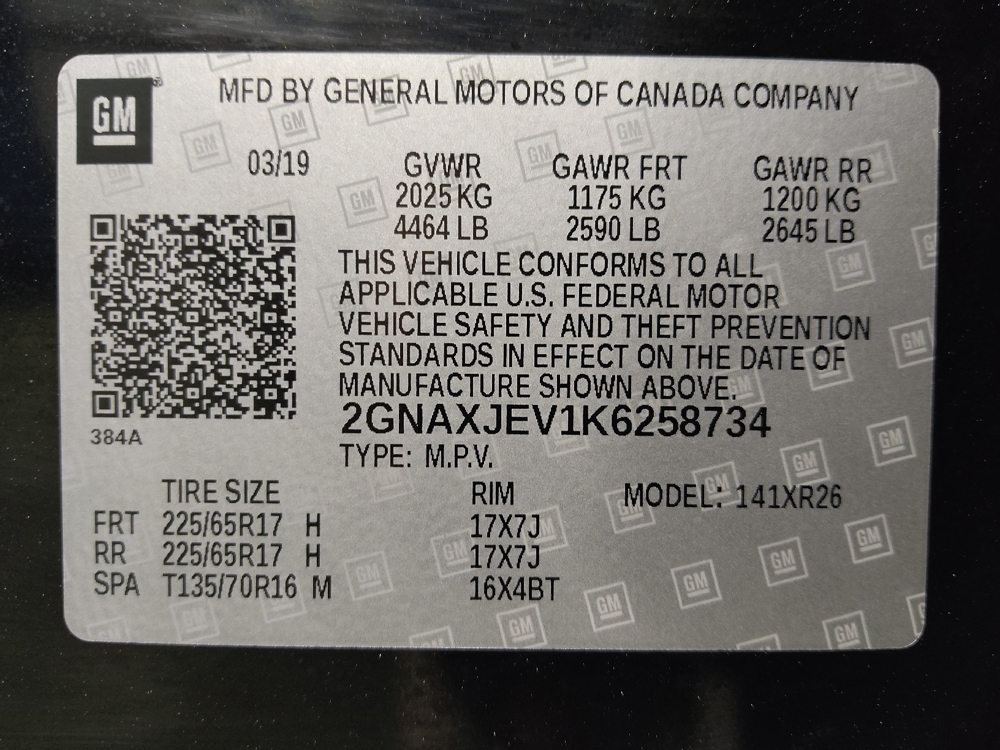 GM
MFD BY GENERAL MOTORS OF CANADA COMPANY
03/19 GVWR GAWR FRT GAWR RR
2025 KG 1175 KG 1200 KG
4464 LB 2590 LB 2645 LB
THIS VEHICLE CONFORMS TO ALL
APPLICABLE U.S. FEDERAL MOTOR
VEHICLE SAFETY AND THEFT PREVENTION
STANDARDS IN EFFECT ON THE DATE OF
MANUFACTURE SHOWN ABOVE.
2GNAXJEV1K6258734
384A
TYPE: M.P.V.
TIRE SIZE RIM MODEL: 141XR26
FRT 225/65R17 H 17X7J
RR 225/65R17 H 17X7J
SPA T135/70R16 M 16X4BT